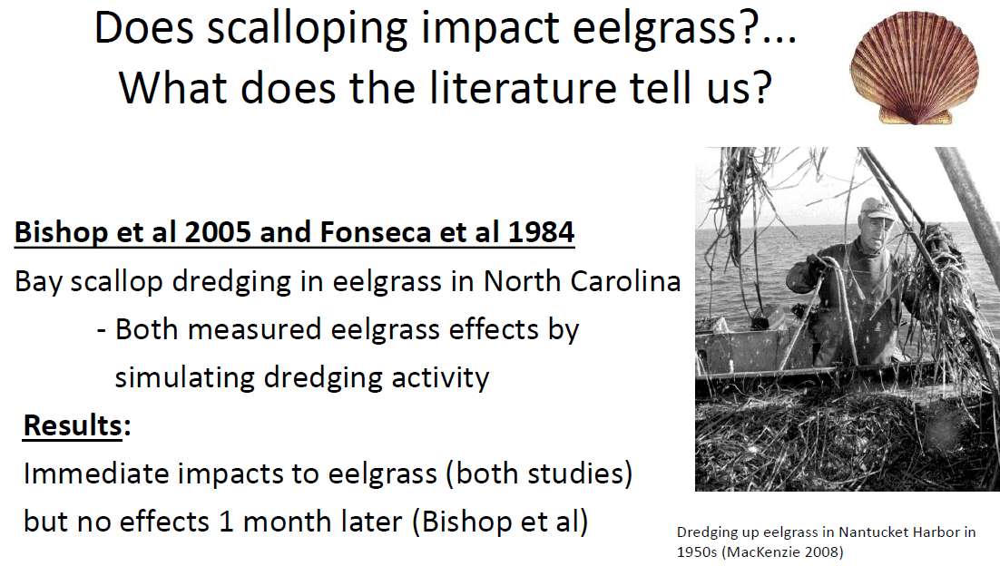 Does scalloping impact eelgrass?...
What does the literature tell us?
Bishop et al 2005 and Fonseca et al 1984
Bay scallop dredging in eelgrass in North Carolina
- Both measured eelgrass effects by
simulating dredging activity
Results:
Immediate impacts to eelgrass (both studies)
but no effects 1 month later (Bishop et al)
Dredging up eelgrass in Nantucket Harbor in
1950s (MacKenzie 2008)